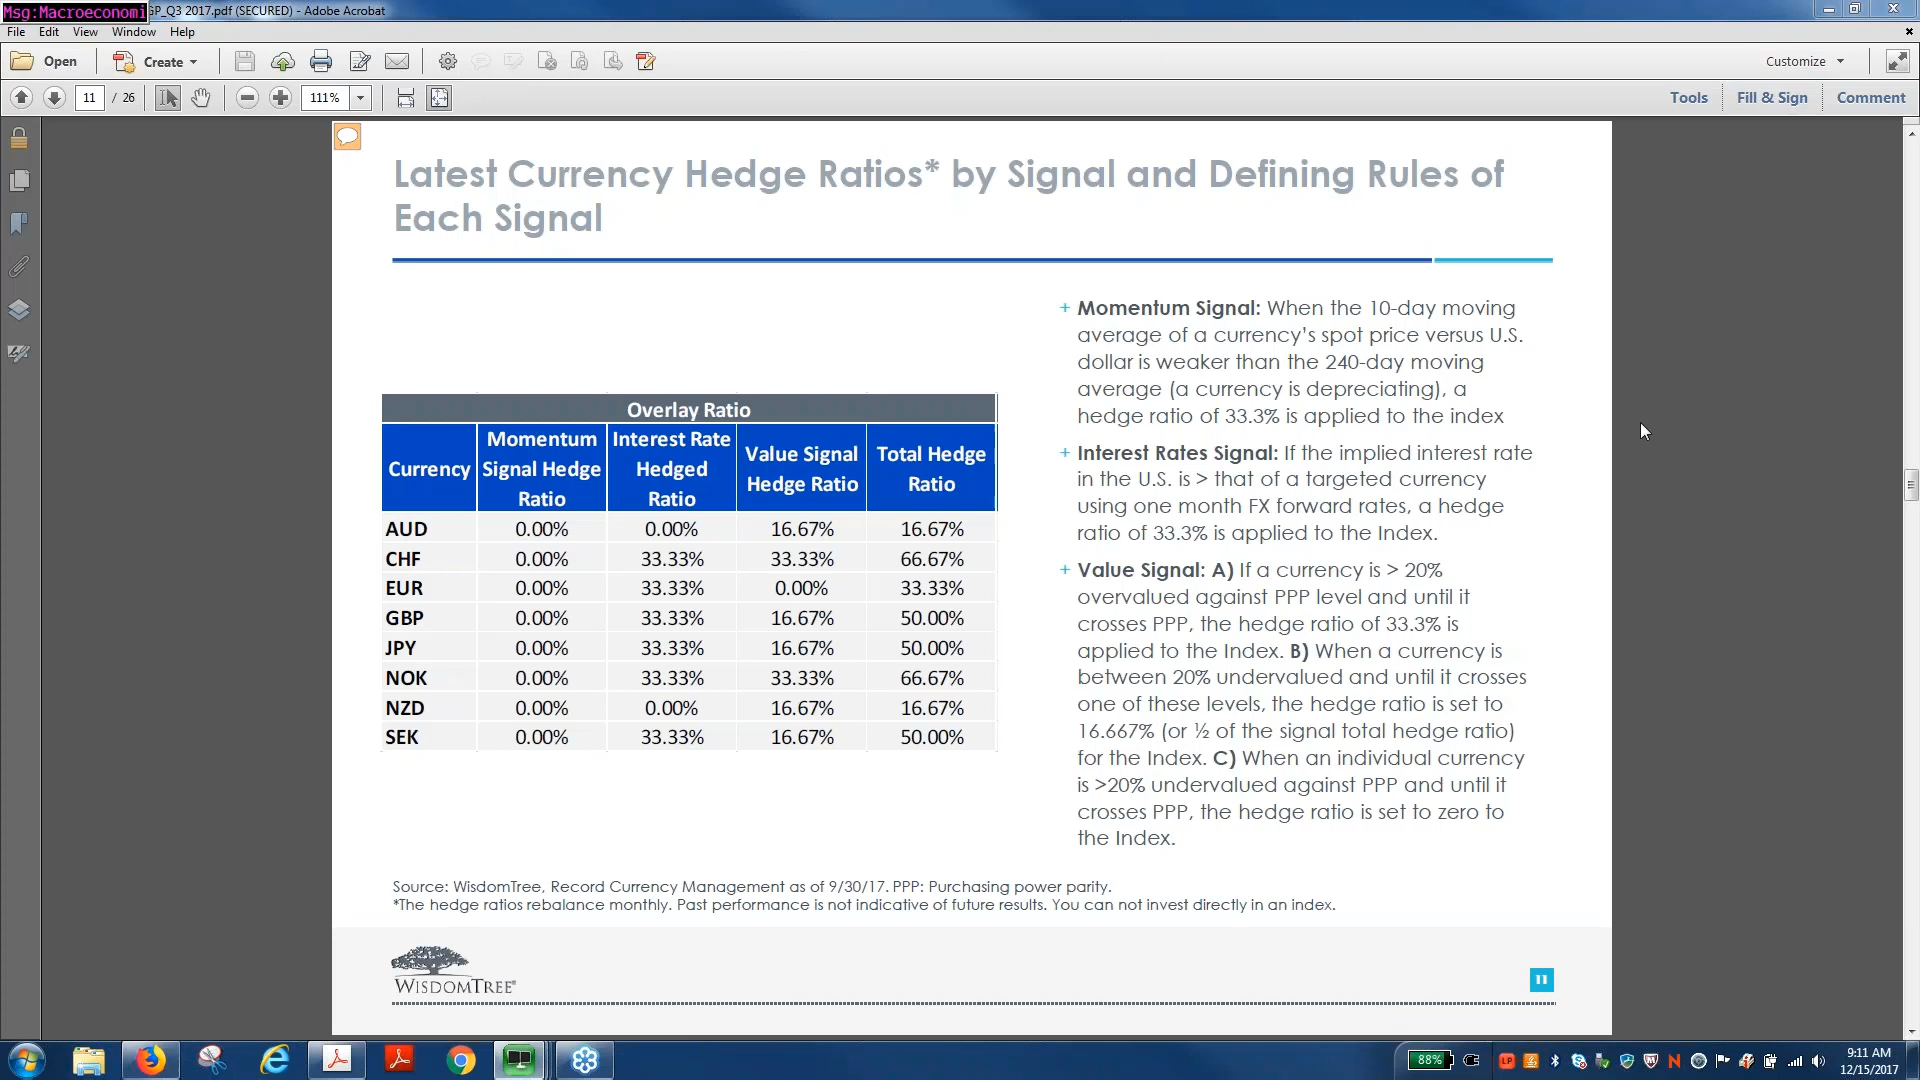 Msg:Macroeconomi
GP_Q3 2017.pdf (SECURED) - Adobe Acrobat
File Edit View Window Help
Open Create Customize
11 / 26 111% Tools Fill & Sign Comment
Latest Currency Hedge Ratios* by Signal and Defining Rules of
Each Signal
Overlay Ratio
Currency Momentum Signal Hedge Ratio Interest Rate Hedged Ratio Value Signal Hedge Ratio Total Hedge Ratio
AUD 0.00% 0.00% 16.67% 16.67%
CHF 0.00% 33.33% 33.33% 66.67%
EUR 0.00% 33.33% 0.00% 33.33%
GBP 0.00% 33.33% 16.67% 50.00%
JPY 0.00% 33.33% 16.67% 50.00%
NOK 0.00% 33.33% 33.33% 66.67%
NZD 0.00% 0.00% 16.67% 16.67%
SEK 0.00% 33.33% 16.67% 50.00%
+ Momentum Signal: When the 10-day moving
average of a currency's spot price versus U.S.
dollar is weaker than the 240-day moving
average (a currency is depreciating), a
hedge ratio of 33.3% is applied to the index
+ Interest Rates Signal: If the implied interest rate
in the U.S. is > that of a targeted currency
using one month FX forward rates, a hedge
ratio of 33.3% is applied to the Index.
+ Value Signal: A) If a currency is > 20%
overvalued against PPP level and until it
crosses PPP, the hedge ratio of 33.3% is
applied to the Index. B) When a currency is
between 20% undervalued and until it crosses
one of these levels, the hedge ratio is set to
16.667% (or ½ of the signal total hedge ratio)
for the Index. C) When an individual currency
is >20% undervalued against PPP and until it
crosses PPP, the hedge ratio is set to zero to
the Index.
Source: WisdomTree, Record Currency Management as of 9/30/17. PPP: Purchasing power parity.
*The hedge ratios rebalance monthly. Past performance is not indicative of future results. You can not invest directly in an index.
WISDOMTREE®
11
88%
9:11 AM
12/15/2017